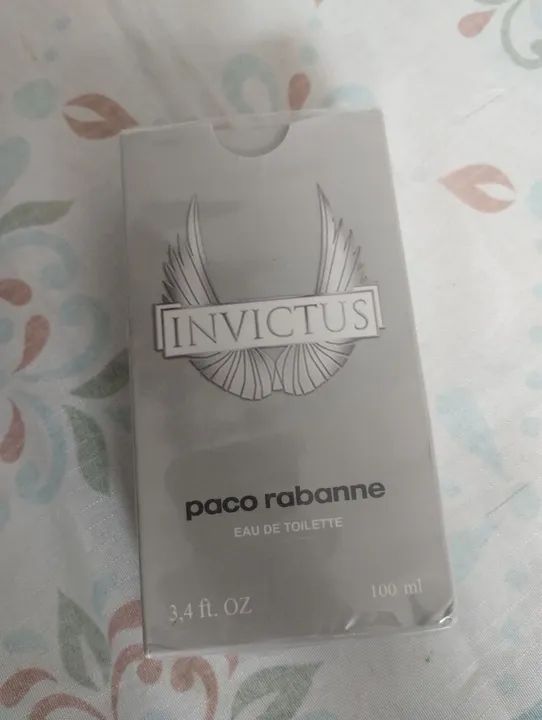 INVICTUS
paco rabanne
EAU DE TOILETTE
3,4 ft. OZ
100 ml